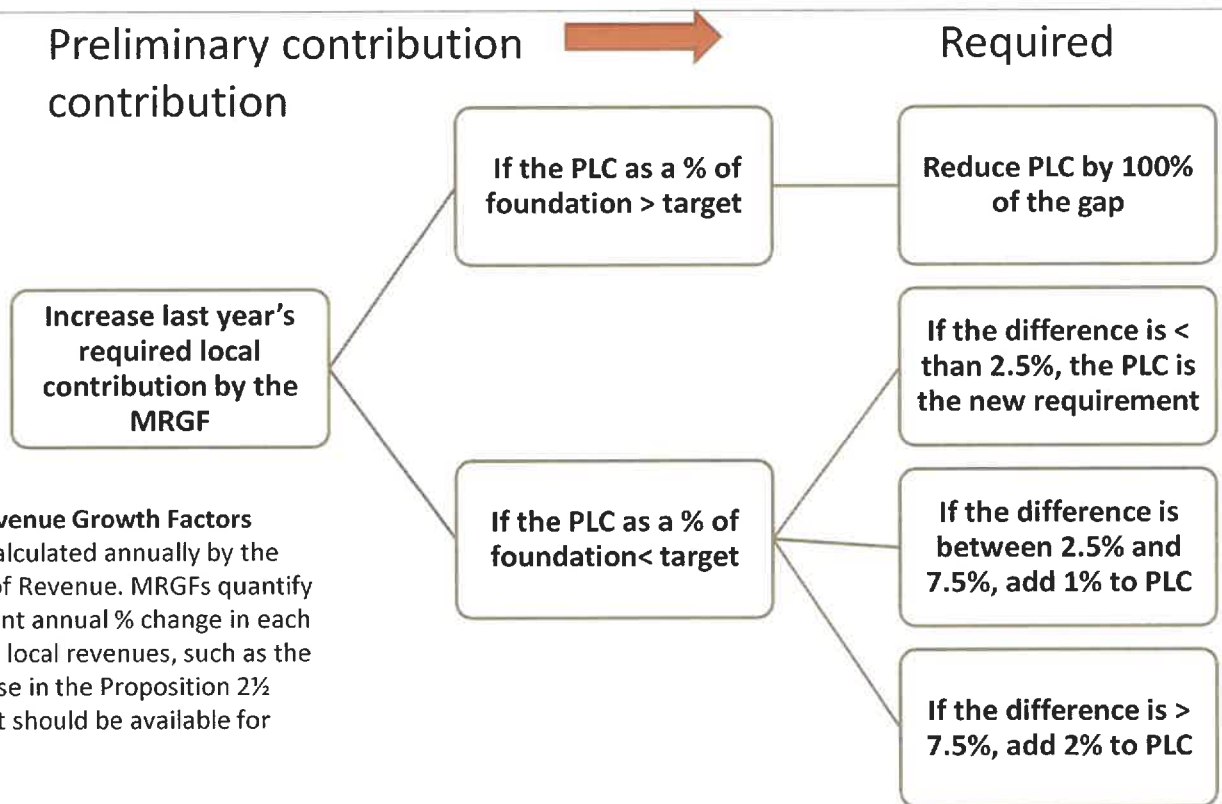 Preliminary contribution
Required
contribution
If the PLC as a % of
foundation > target
Reduce PLC by 100%
of the gap
Increase last year's
required local
contribution by the
MRGF
If the difference is <
than 2.5%, the PLC is
the new requirement
If the PLC as a % of
foundation< target
If the difference is
between 2.5% and
7.5%, add 1% to PLC
If the difference is >
7.5%, add 2% to PLC
venue Growth Factors
alculated annually by the
of Revenue. MRGFs quantify
nt annual % change in each
local revenues, such as the
se in the Proposition 2½
t should be available for